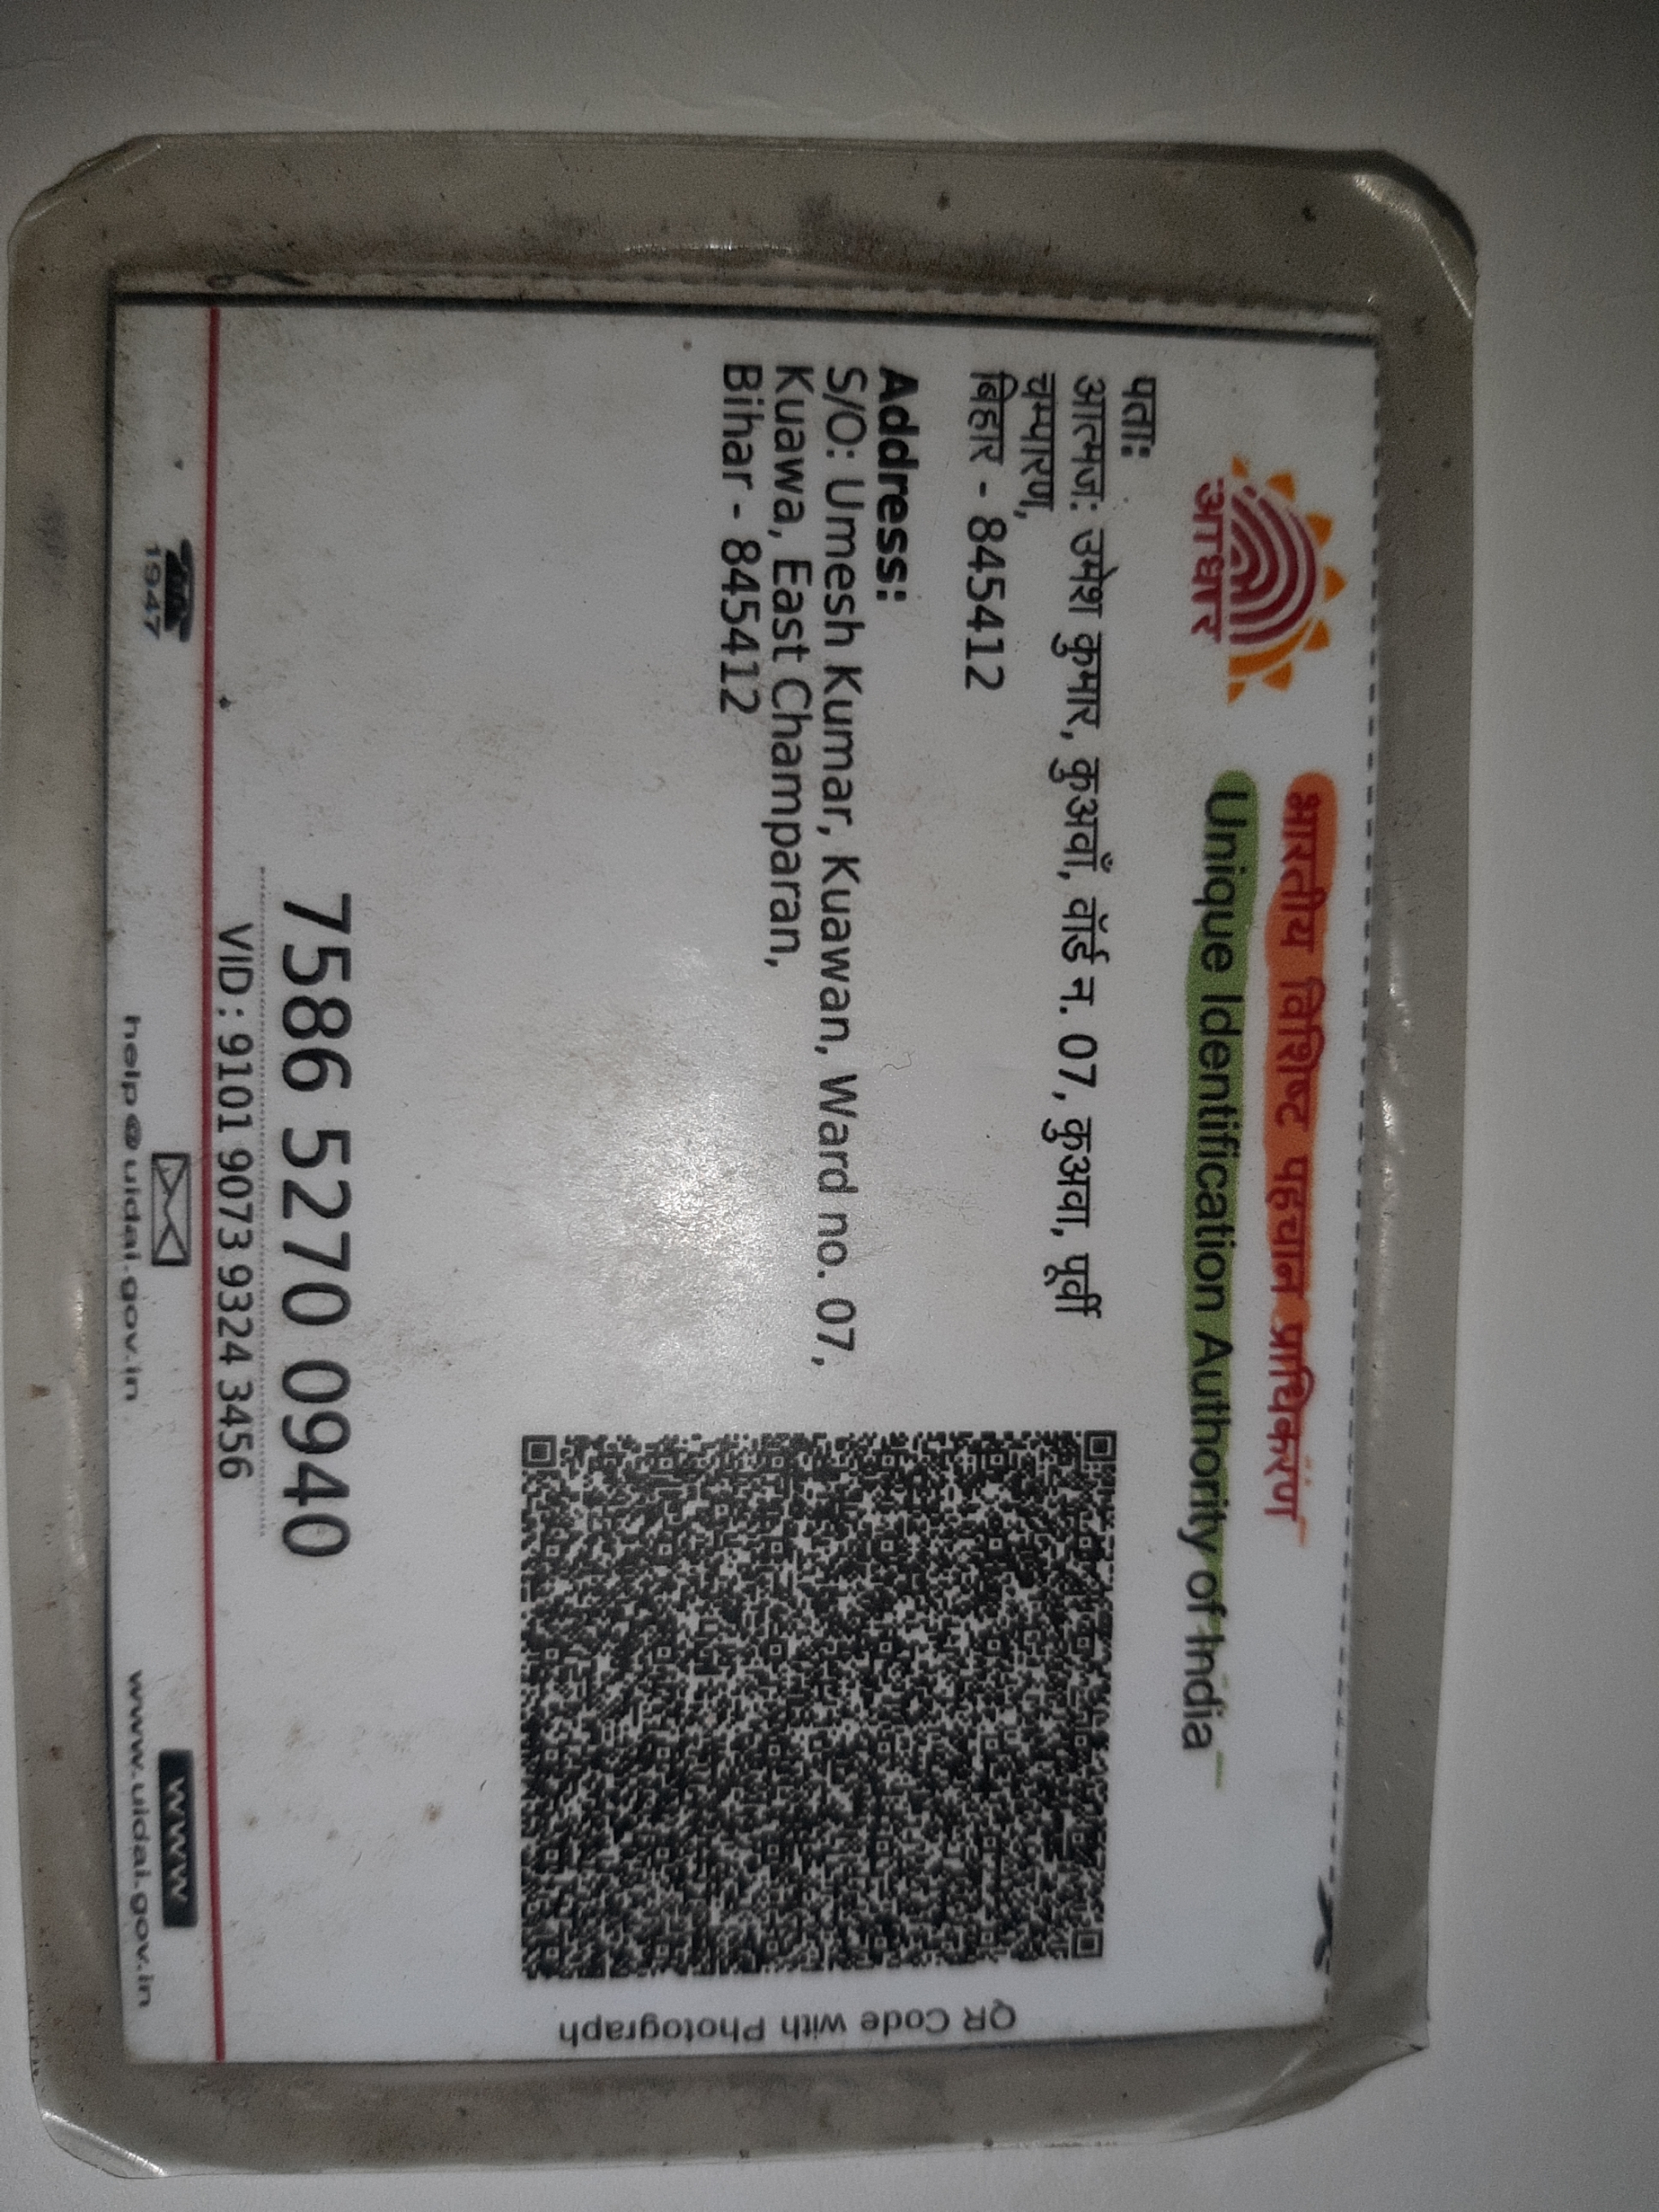 भारतीय विशिष्ट पहचान प्राधिकरण
Unique Identification Authority of India
आधार
पता:
आत्मज: उमेश कुमार, कुअवाँ, वॉर्ड न. 07, कुअवा, पूर्वी
चम्पारण,
बिहार - 845412
Address:
S/O: Umesh Kumar, Kuawan, Ward no. 07,
Kuawa, East Champaran,
Bihar - 845412
QR Code with Photograph
7586 5270 0940
VID : 9101 9073 9324 3456
1947
help@uidai.gov.in
www
www.uidai.gov.in